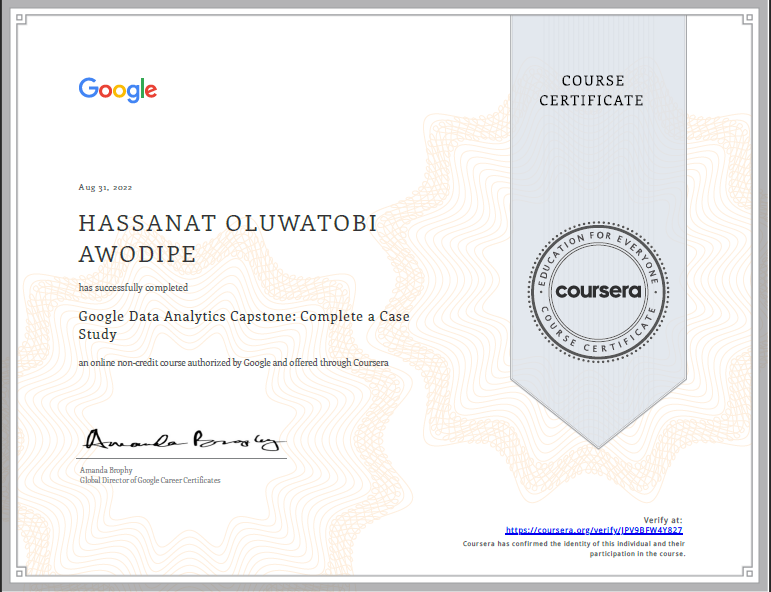 Google
COURSE
CERTIFICATE
Aug 31, 2022
HASSANAT OLUWATOBI
AWODIPE
has successfully completed
Google Data Analytics Capstone: Complete a Case
Study
an online non-credit course authorized by Google and offered through Coursera
EDUCATION FOR EVERYONE
coursera
COURSE CERTIFICATE
Amanda Brophy
Amanda Brophy
Global Director of Google Career Certificates
Verify at:
https://coursera.org/verify/JPV9BFW4Y827
Coursera has confirmed the identity of this individual and their
participation in the course.